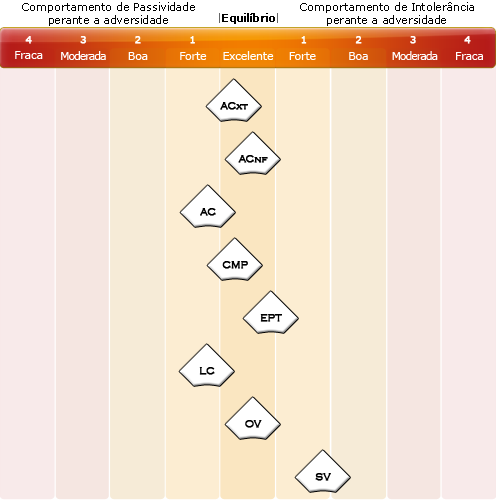 Comportamento de Passividade
perante a adversidade
|Equilíbrio|
Comportamento de Intolerância
perante a adversidade
4 3 2 1 1 2 3 4
Fraca Moderada Boa Forte Excelente Forte Boa Moderada Fraca
ACXT
ACNF
AC
CMP
EPT
LC
OV
SV